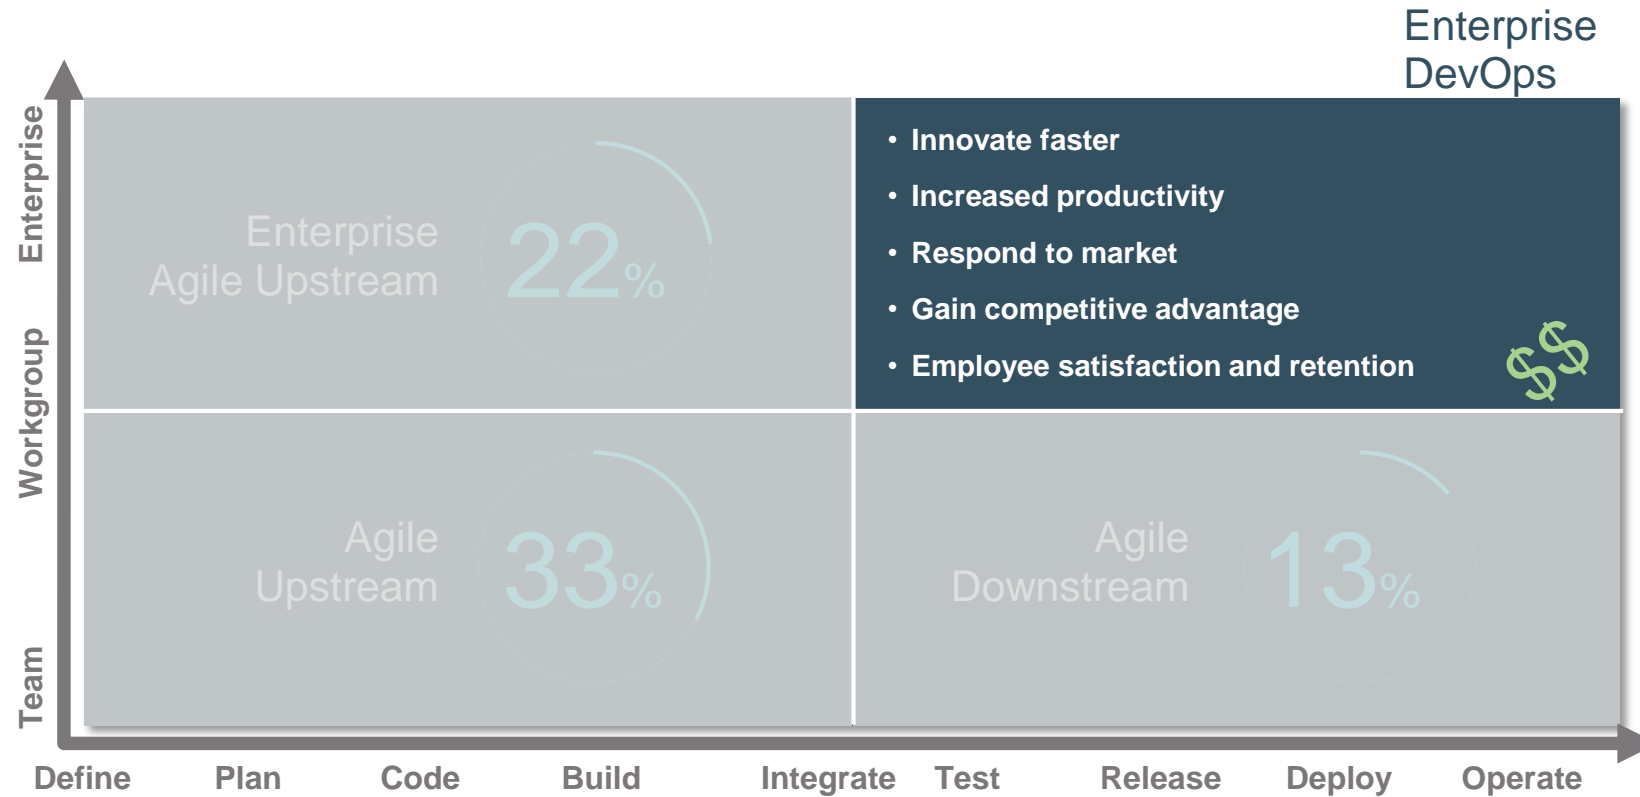 Enterprise
DevOps
Enterprise
Workgroup
Team
Enterprise
Agile Upstream
22%
• Innovate faster
• Increased productivity
• Respond to market
• Gain competitive advantage
• Employee satisfaction and retention
$$
Agile
Upstream
33%
Agile
Downstream
13%
Define Plan Code Build Integrate Test Release Deploy Operate